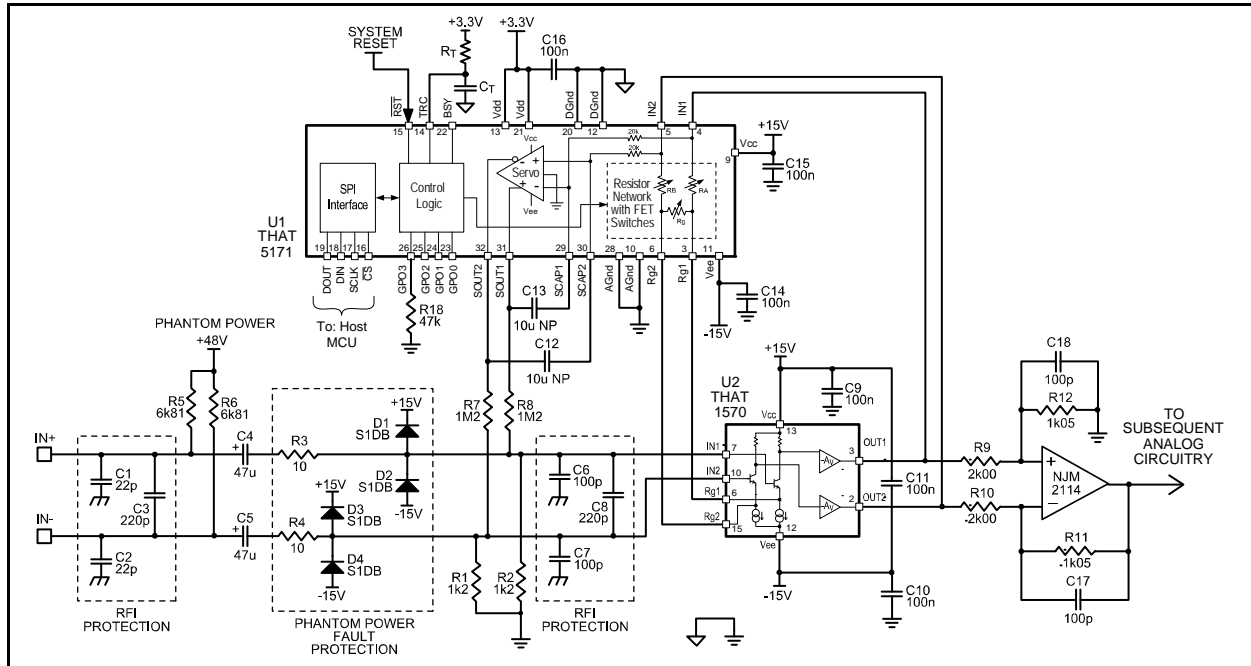 SYSTEM
RESET
+3.3V
+3.3V
RT
CT
C16
100n
RST
TRC
BSY
Vdd
Vdd
DGnd
DGnd
IN2
IN1
15
14
22
13
21
20
12
5
4
+15V
Vcc
9
C15
100n
20k
20k
Vcc
Servo
Vee
SPI
Interface
Control
Logic
Resistor
Network
with FET
Switches
RB
RA
Rg
U1
THAT
5171
19
18
17
16
26
25
24
23
32
31
29
30
28
10
6
3
11
DOUT
DIN
SCLK
CS
GPO3
GPO2
GPO1
GPO0
SOUT2
SOUT1
SCAP1
SCAP2
AGnd
AGnd
Rg2
Rg1
Vee
To: Host
MCU
R18
47k
C13
10u NP
C12
10u NP
C14
100n
-15V
PHANTOM POWER
+48V
R5
6k81
R6
6k81
R7
1M2
R8
1M2
+15V
C9
100n
U2
THAT
1570
Vcc
13
C18
100p
R12
1k05
TO
SUBSEQUENT
ANALOG
CIRCUITRY
IN+
C4
+
47u
R3
10
+15V
D1
S1DB
D2
S1DB
-15V
IN1
7
IN2
10
Rg1
6
Rg2
15
-AV
-AV
OUT1
3
OUT2
2
12
Vee
-15V
C11
100n
C10
100n
R9
2k00
R10
2k00
+
-
NJM
2114
R11
1k05
C17
100p
C1
22p
C3
220p
C2
22p
IN-
C5
+
47u
R4
10
+15V
D3
S1DB
D4
S1DB
-15V
R1
1k2
R2
1k2
C6
100p
C8
220p
C7
100p
RFI
PROTECTION
PHANTOM POWER
FAULT
PROTECTION
RFI
PROTECTION